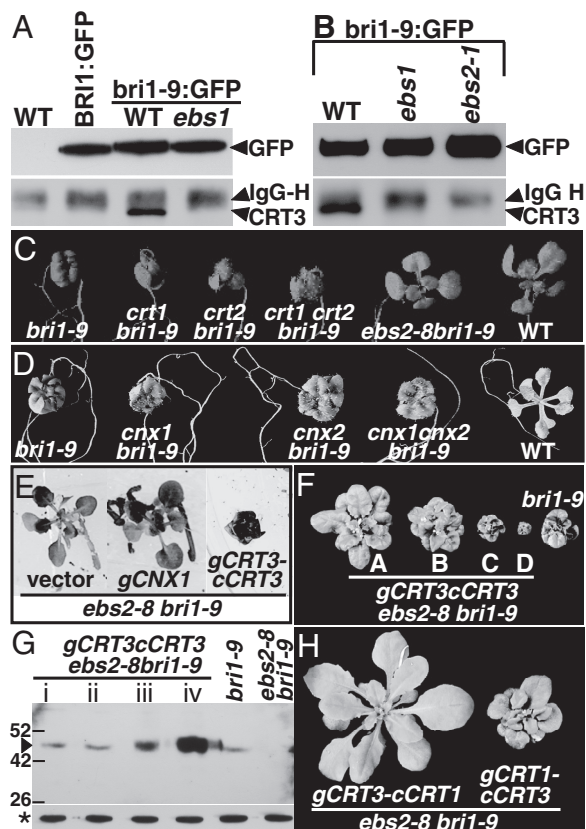 A
WT
BRI1:GFP
bri1-9:GFP
WT ebs1
GFP
IgG-H
CRT3
B bri1-9:GFP
WT
ebs1
ebs2-1
GFP
IgG H
CRT3
C
bri1-9
crt1
bri1-9
crt2
bri1-9
crt1 crt2
bri1-9
ebs2-8bri1-9
WT
D
bri1-9
cnx1
bri1-9
cnx2
bri1-9
cnx1cnx2
bri1-9
WT
E
vector
gCNX1
gCRT3-
cCRT3
ebs2-8 bri1-9
F
bri1-9
A B C D
gCRT3cCRT3
ebs2-8 bri1-9
G
gCRT3cCRT3
ebs2-8bri1-9
i ii iii iv
bri1-9
ebs2-8
bri1-9
52
42
26
*
H
gCRT3-cCRT1
gCRT1-
cCRT3
ebs2-8 bri1-9